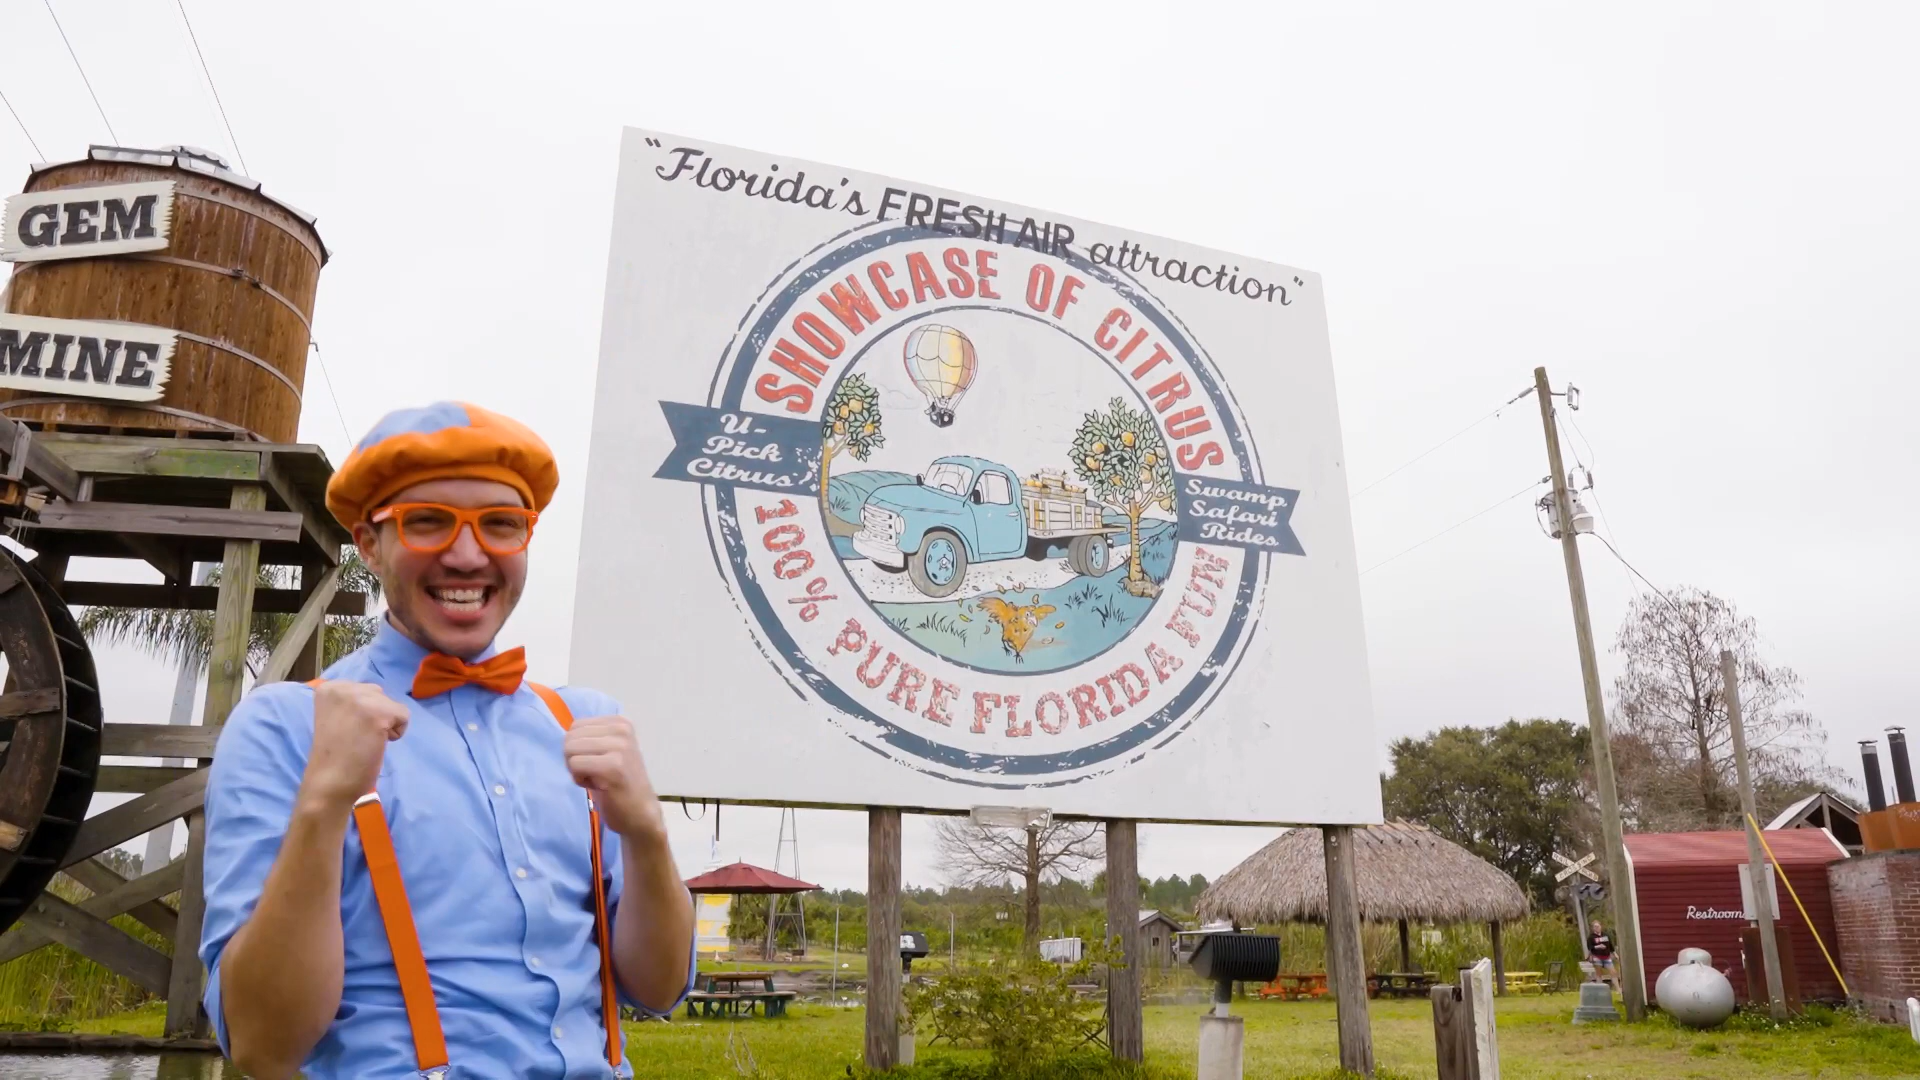 GEM
MINE
"Florida's FRESH AIR attraction"
SHOWCASE OF CITRUS
U-
Pick
Citrus
Swamp
Safari
Rides
100% PURE FLORIDA FUN
Restroom